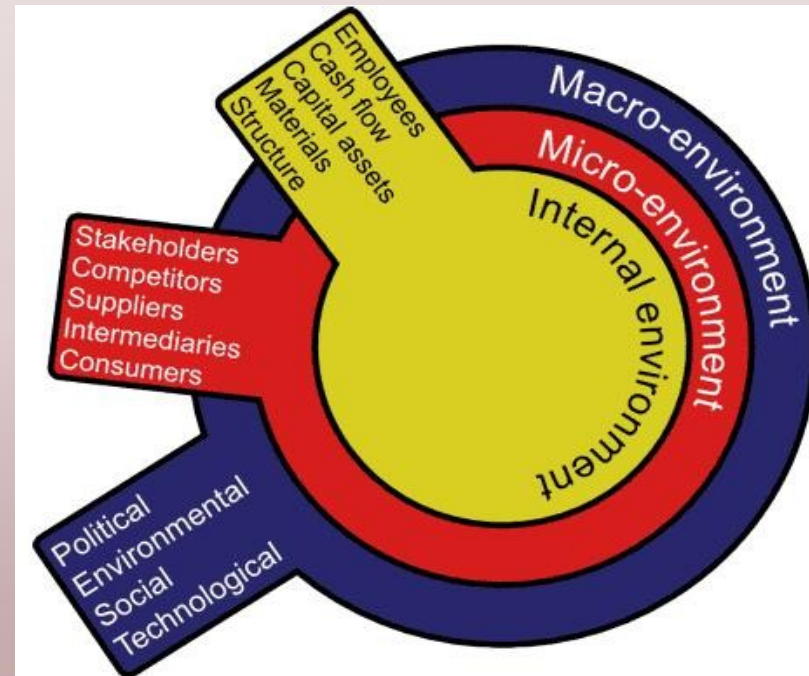 Employees
Cash flow
Capital assets
Materials
Structure
Macro-environment
Micro-environment
Internal environment
Stakeholders
Competitors
Suppliers
Intermediaries
Consumers
Political
Environmental
Social
Technological